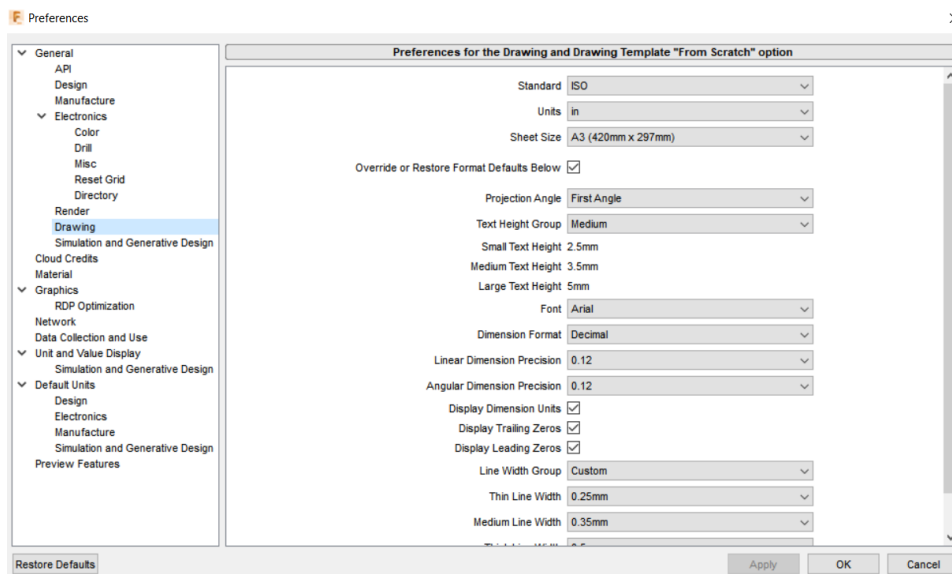 Preferences
General
API
Design
Manufacture
Electronics
Color
Drill
Misc
Reset Grid
Directory
Render
Drawing
Simulation and Generative Design
Cloud Credits
Material
Graphics
RDP Optimization
Network
Data Collection and Use
Unit and Value Display
Simulation and Generative Design
Default Units
Design
Electronics
Manufacture
Simulation and Generative Design
Preview Features
Preferences for the Drawing and Drawing Template "From Scratch" option
Standard ISO
Units in
Sheet Size A3 (420mm x 297mm)
Override or Restore Format Defaults Below
Projection Angle First Angle
Text Height Group Medium
Small Text Height 2.5mm
Medium Text Height 3.5mm
Large Text Height 5mm
Font Arial
Dimension Format Decimal
Linear Dimension Precision 0.12
Angular Dimension Precision 0.12
Display Dimension Units
Display Trailing Zeros
Display Leading Zeros
Line Width Group Custom
Thin Line Width 0.25mm
Medium Line Width 0.35mm
Restore Defaults
Apply
OK
Cancel